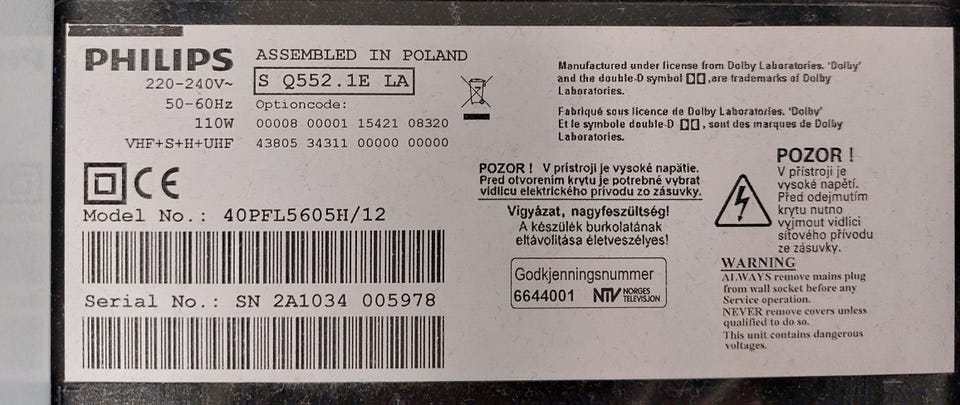 PHILIPS
220-240V~
50-60Hz
110W
VHF+S+H+UHF
ASSEMBLED IN POLAND
S Q552.1E LA
Optioncode:
00008 00001 15421 08320
43805 34311 00000 00000
CE
Model No.: 40PFL5605H/12
Serial No.: SN 2A1034 005978
Manufactured under license from Dolby Laboratories. 'Dolby'
and the double-D symbol ,are trademarks of Dolby
Laboratories.
Fabriqué sous licence de Dolby Laboratories. 'Dolby'
Et le symbole double-D , sont des marques de Dolby
Laboratories.
POZOR ! V prístroji je vysoké napätie.
Pred otvorením krytu je potrebné vybrat
vidlicu elektrického prívodu zo zásuvky.
Vigyázat, nagyfeszültség!
A készülék burkolatának
eltávolitása életveszélyes!
Godkjenningsnummer
6644001 NTV NORGES
TELEVISJON
POZOR !
V přístroji je
vysoké napětí.
Před odejmutím
krytu nutno
vyjmout vidlici
síťového přívodu
ze zásuvky.
WARNING
ALWAYS remove mains plug
from wall socket before any
Service operation.
NEVER remove covers unless
qualified to do so.
This unit contains dangerous
voltages.